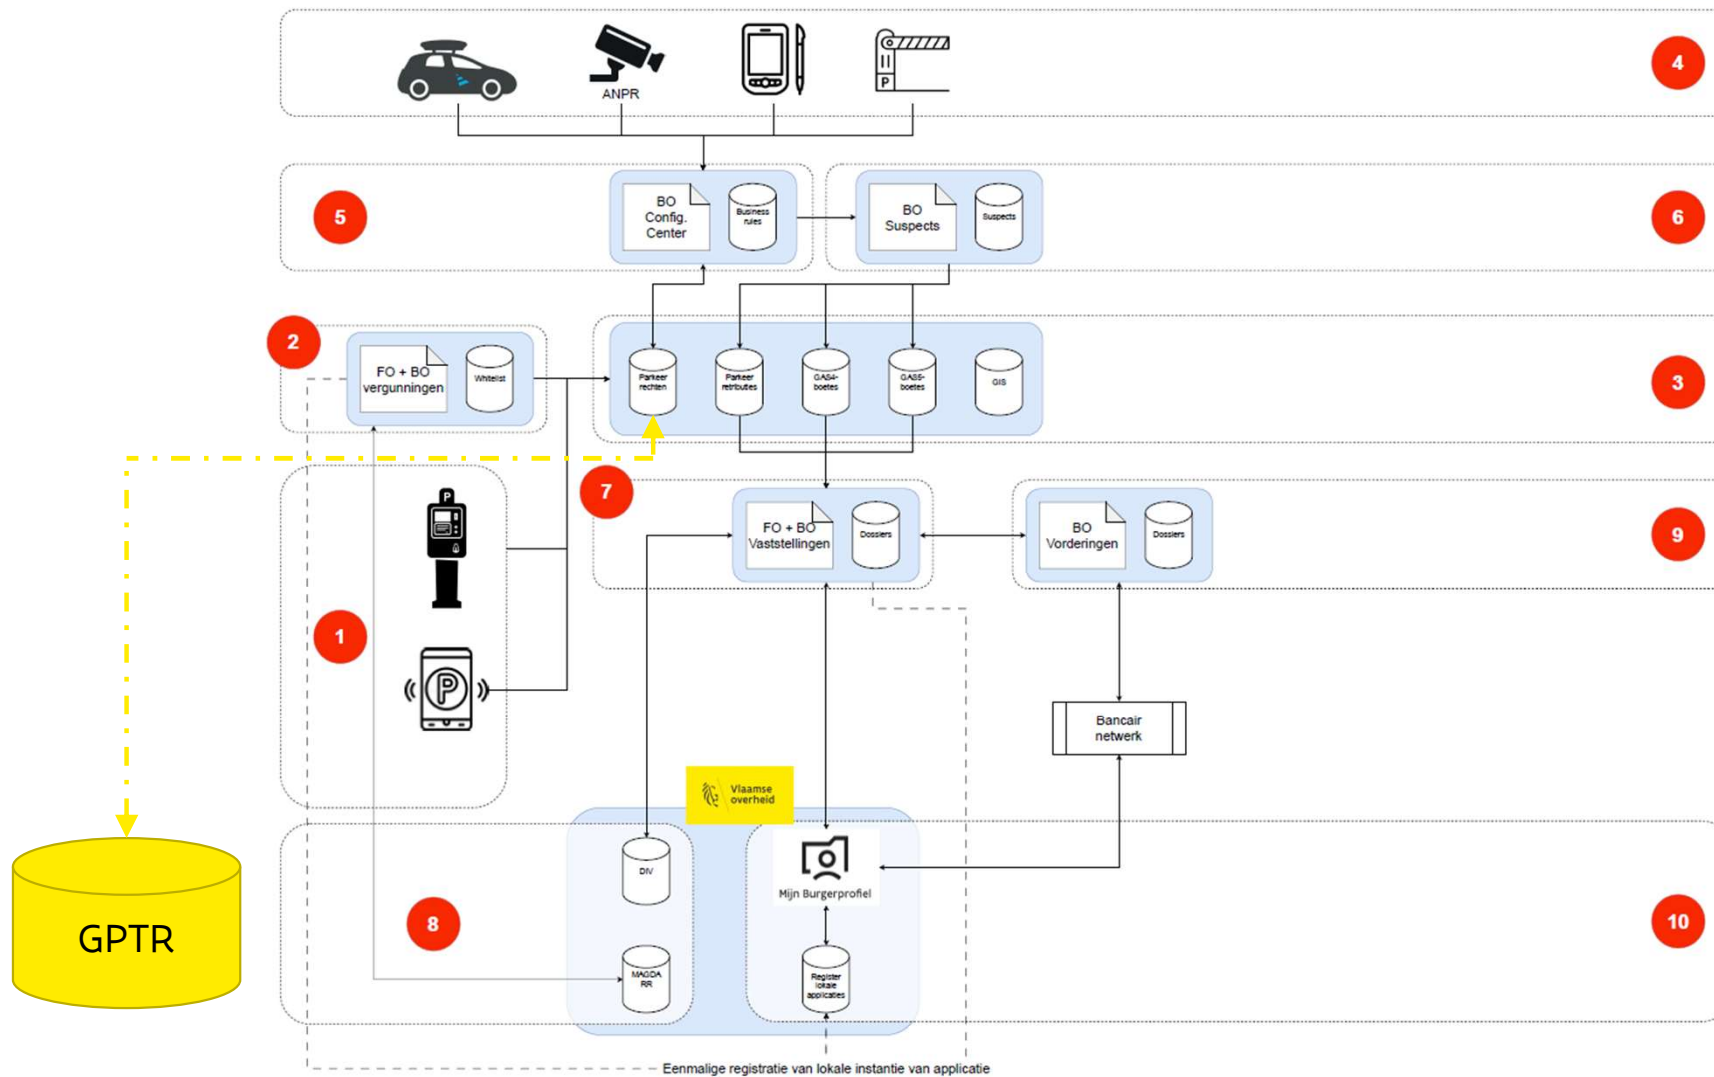 4
ANPR
P
5
BO
Config.
Center
Business
rules
BO
Suspects
Suspects
6
2
FO + BO
vergunningen
Whitelist
Parkeer
rechten
Parkeer
retributies
GAS4-
boetes
GAS5-
boetes
GIS
3
P
7
FO + BO
Vaststellingen
Dossiers
BO
Vorderingen
Dossiers
9
1
P
Bancair
netwerk
Vlaamse
overheid
DIV
Mijn Burgerprofiel
GPTR
8
10
MAGDA
RR
Register
lokale
applicaties
Eenmalige registratie van lokale instantie van applicatie